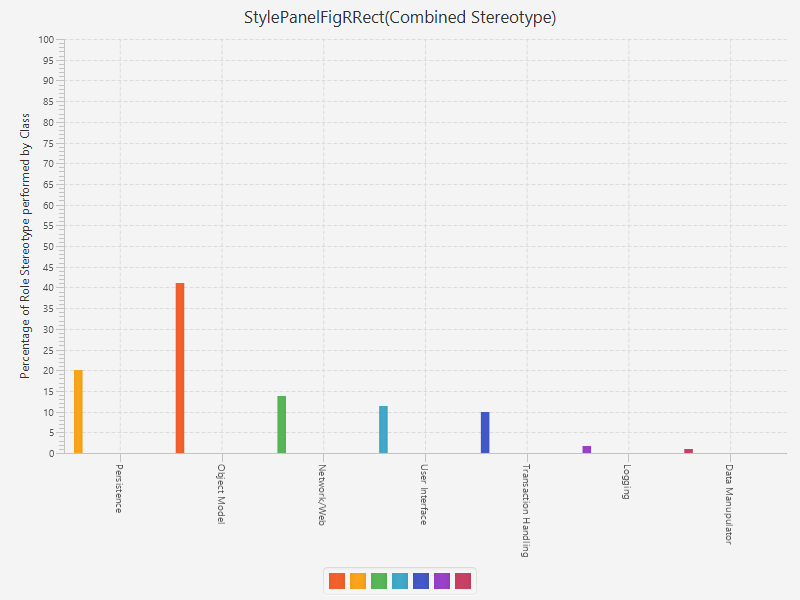 StylePanelFigRRect(Combined Stereotype)
Percentage of Role Stereotype performed by Class
100
95
90
85
80
75
70
65
60
55
50
45
40
35
30
25
20
15
10
5
0
Persistence
Object Model
Network/Web
User Interface
Transaction Handling
Logging
Data Manupulator